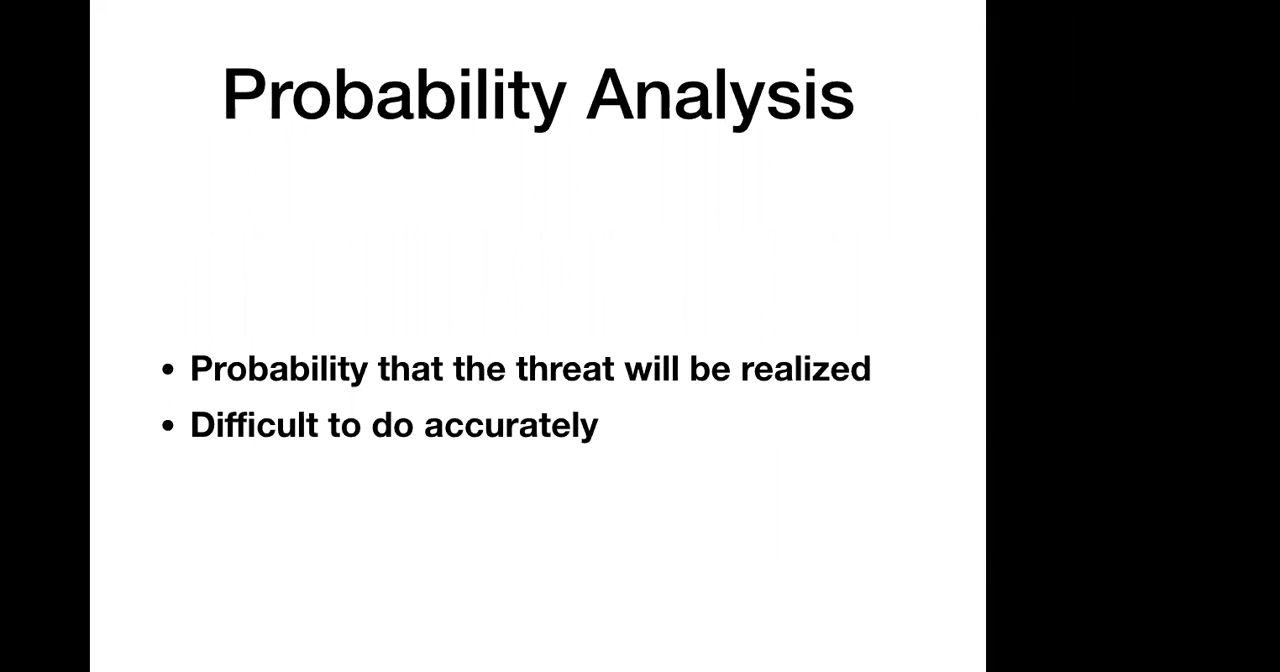 Probability Analysis
• Probability that the threat will be realized
• Difficult to do accurately